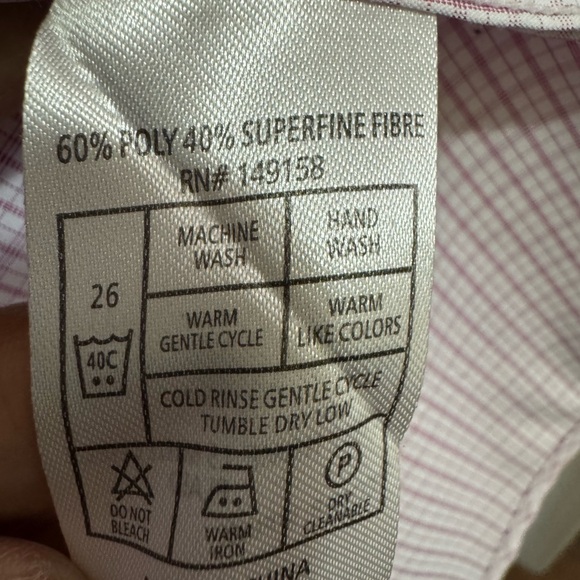 60% POLY 40% SUPERFINE FIBRE
RN# 149158
26
40C
MACHINE
WASH
HAND
WASH
WARM
GENTLE CYCLE
WARM
LIKE COLORS
COLD RINSE GENTLE CYCLE
TUMBLE DRY LOW
DO NOT
BLEACH
WARM
IRON
P
DRY
CLEANABLE
CHINA